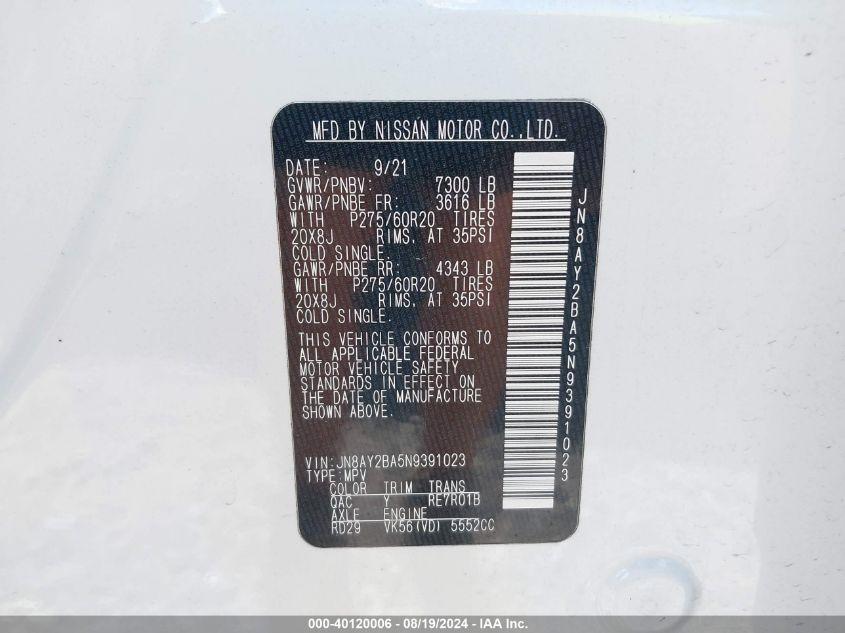 MFD BY NISSAN MOTOR CO.,LTD.
DATE: 9/21
GVWR/PNBV: 7300 LB
GAWR/PNBE FR: 3616 LB
WITH P275/60R20 TIRES
20X8J RIMS, AT 35PSI
COLD SINGLE.
GAWR/PNBE RR: 4343 LB
WITH P275/60R20 TIRES
20X8J RIMS, AT 35PSI
COLD SINGLE.
THIS VEHICLE CONFORMS TO
ALL APPLICABLE FEDERAL
MOTOR VEHICLE SAFETY
STANDARDS IN EFFECT ON
THE DATE OF MANUFACTURE
SHOWN ABOVE.
VIN:JN8AY2BA5N9391023
TYPE:MPV
COLOR TRIM TRANS
QAC Y RE7R01B
AXLE ENGINE
RD29 VK56(VD) 5552CC
JN8AY2BA5N9391023
000-40120006 - 08/19/2024 - IAA Inc.